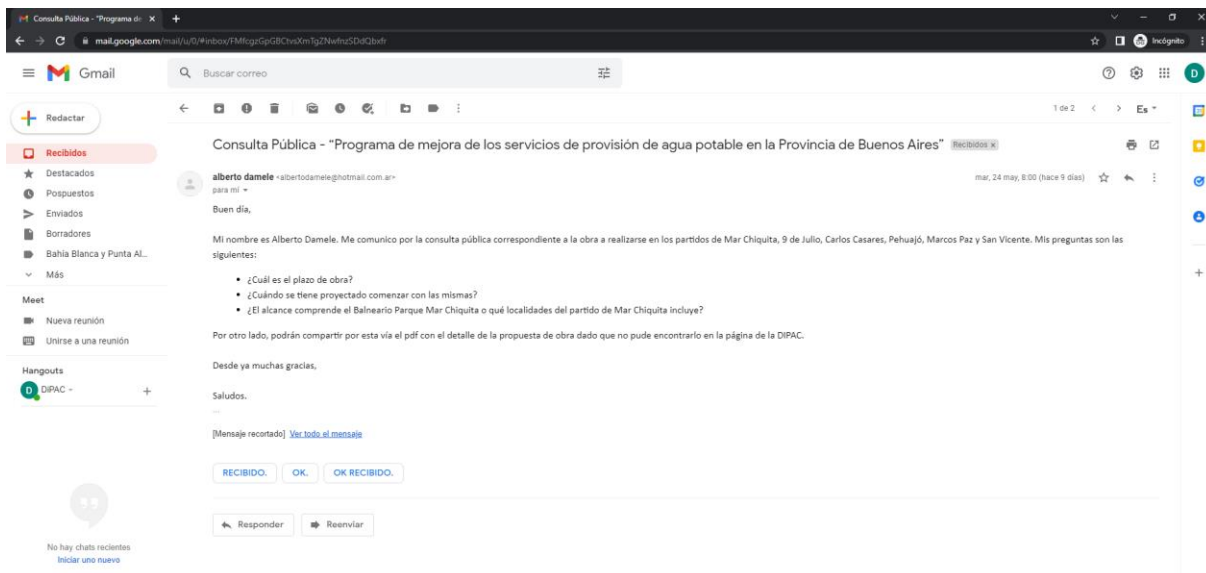 Consulta Pública - "Programa de
mail.google.com/mail/u/0/#inbox/FMfcgzGpGBCtvsXmTgZNwfnzSDdQbxfr
Incógnito
Gmail
Buscar correo
D
Redactar
1 de 2
Es
Recibidos
Destacados
Pospuestos
Enviados
Borradores
Bahía Blanca y Punta Al...
Más
Meet
Nueva reunión
Unirse a una reunión
Hangouts
D DiPAC
No hay chats recientes
Iniciar uno nuevo
Consulta Pública - “Programa de mejora de los servicios de provisión de agua potable en la Provincia de Buenos Aires” Recibidos x
alberto damele <albertodamele@hotmail.com.ar>
mar, 24 may, 8:00 (hace 9 días)
para mí
Buen día,
Mi nombre es Alberto Damele. Me comunico por la consulta pública correspondiente a la obra a realizarse en los partidos de Mar Chiquita, 9 de Julio, Carlos Casares, Pehuajó, Marcos Paz y San Vicente. Mis preguntas son las
siguientes:
• ¿Cuál es el plazo de obra?
• ¿Cuándo se tiene proyectado comenzar con las mismas?
• ¿El alcance comprende el Balneario Parque Mar Chiquita o qué localidades del partido de Mar Chiquita incluye?
Por otro lado, podrán compartir por esta vía el pdf con el detalle de la propuesta de obra dado que no pude encontrarlo en la página de la DIPAC.
Desde ya muchas gracias,
Saludos.
...
[Mensaje recortado] Ver todo el mensaje
RECIBIDO.
OK.
OK RECIBIDO.
Responder
Reenviar